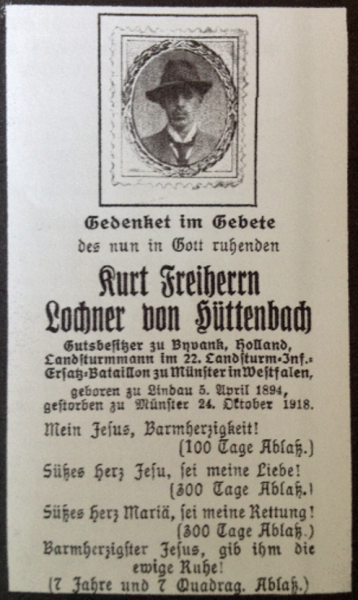 Gedenket im Gebete
des nun in Gott ruhenden
Kurt Freiherrn
Lochner von Hüttenbach
Gutsbesitzer zu Byvank, Holland,
Landsturmmann im 22. Landsturm-Inf.-
Ersatz-Bataillon zu Münster in Westfalen,
geboren zu Lindau 5. April 1894,
gestorben zu Münster 24. Oktober 1918.
Mein Jesus, Barmherzigkeit!
(100 Tage Ablaß.)
Süßes Herz Jesu, sei meine Liebe!
(300 Tage Ablaß.)
Süßes Herz Mariä, sei meine Rettung!
(300 Tage Ablaß.)
Barmherzigster Jesus, gib ihm die
ewige Ruhe!
(7 Jahre und 7 Quadrag. Ablaß.)